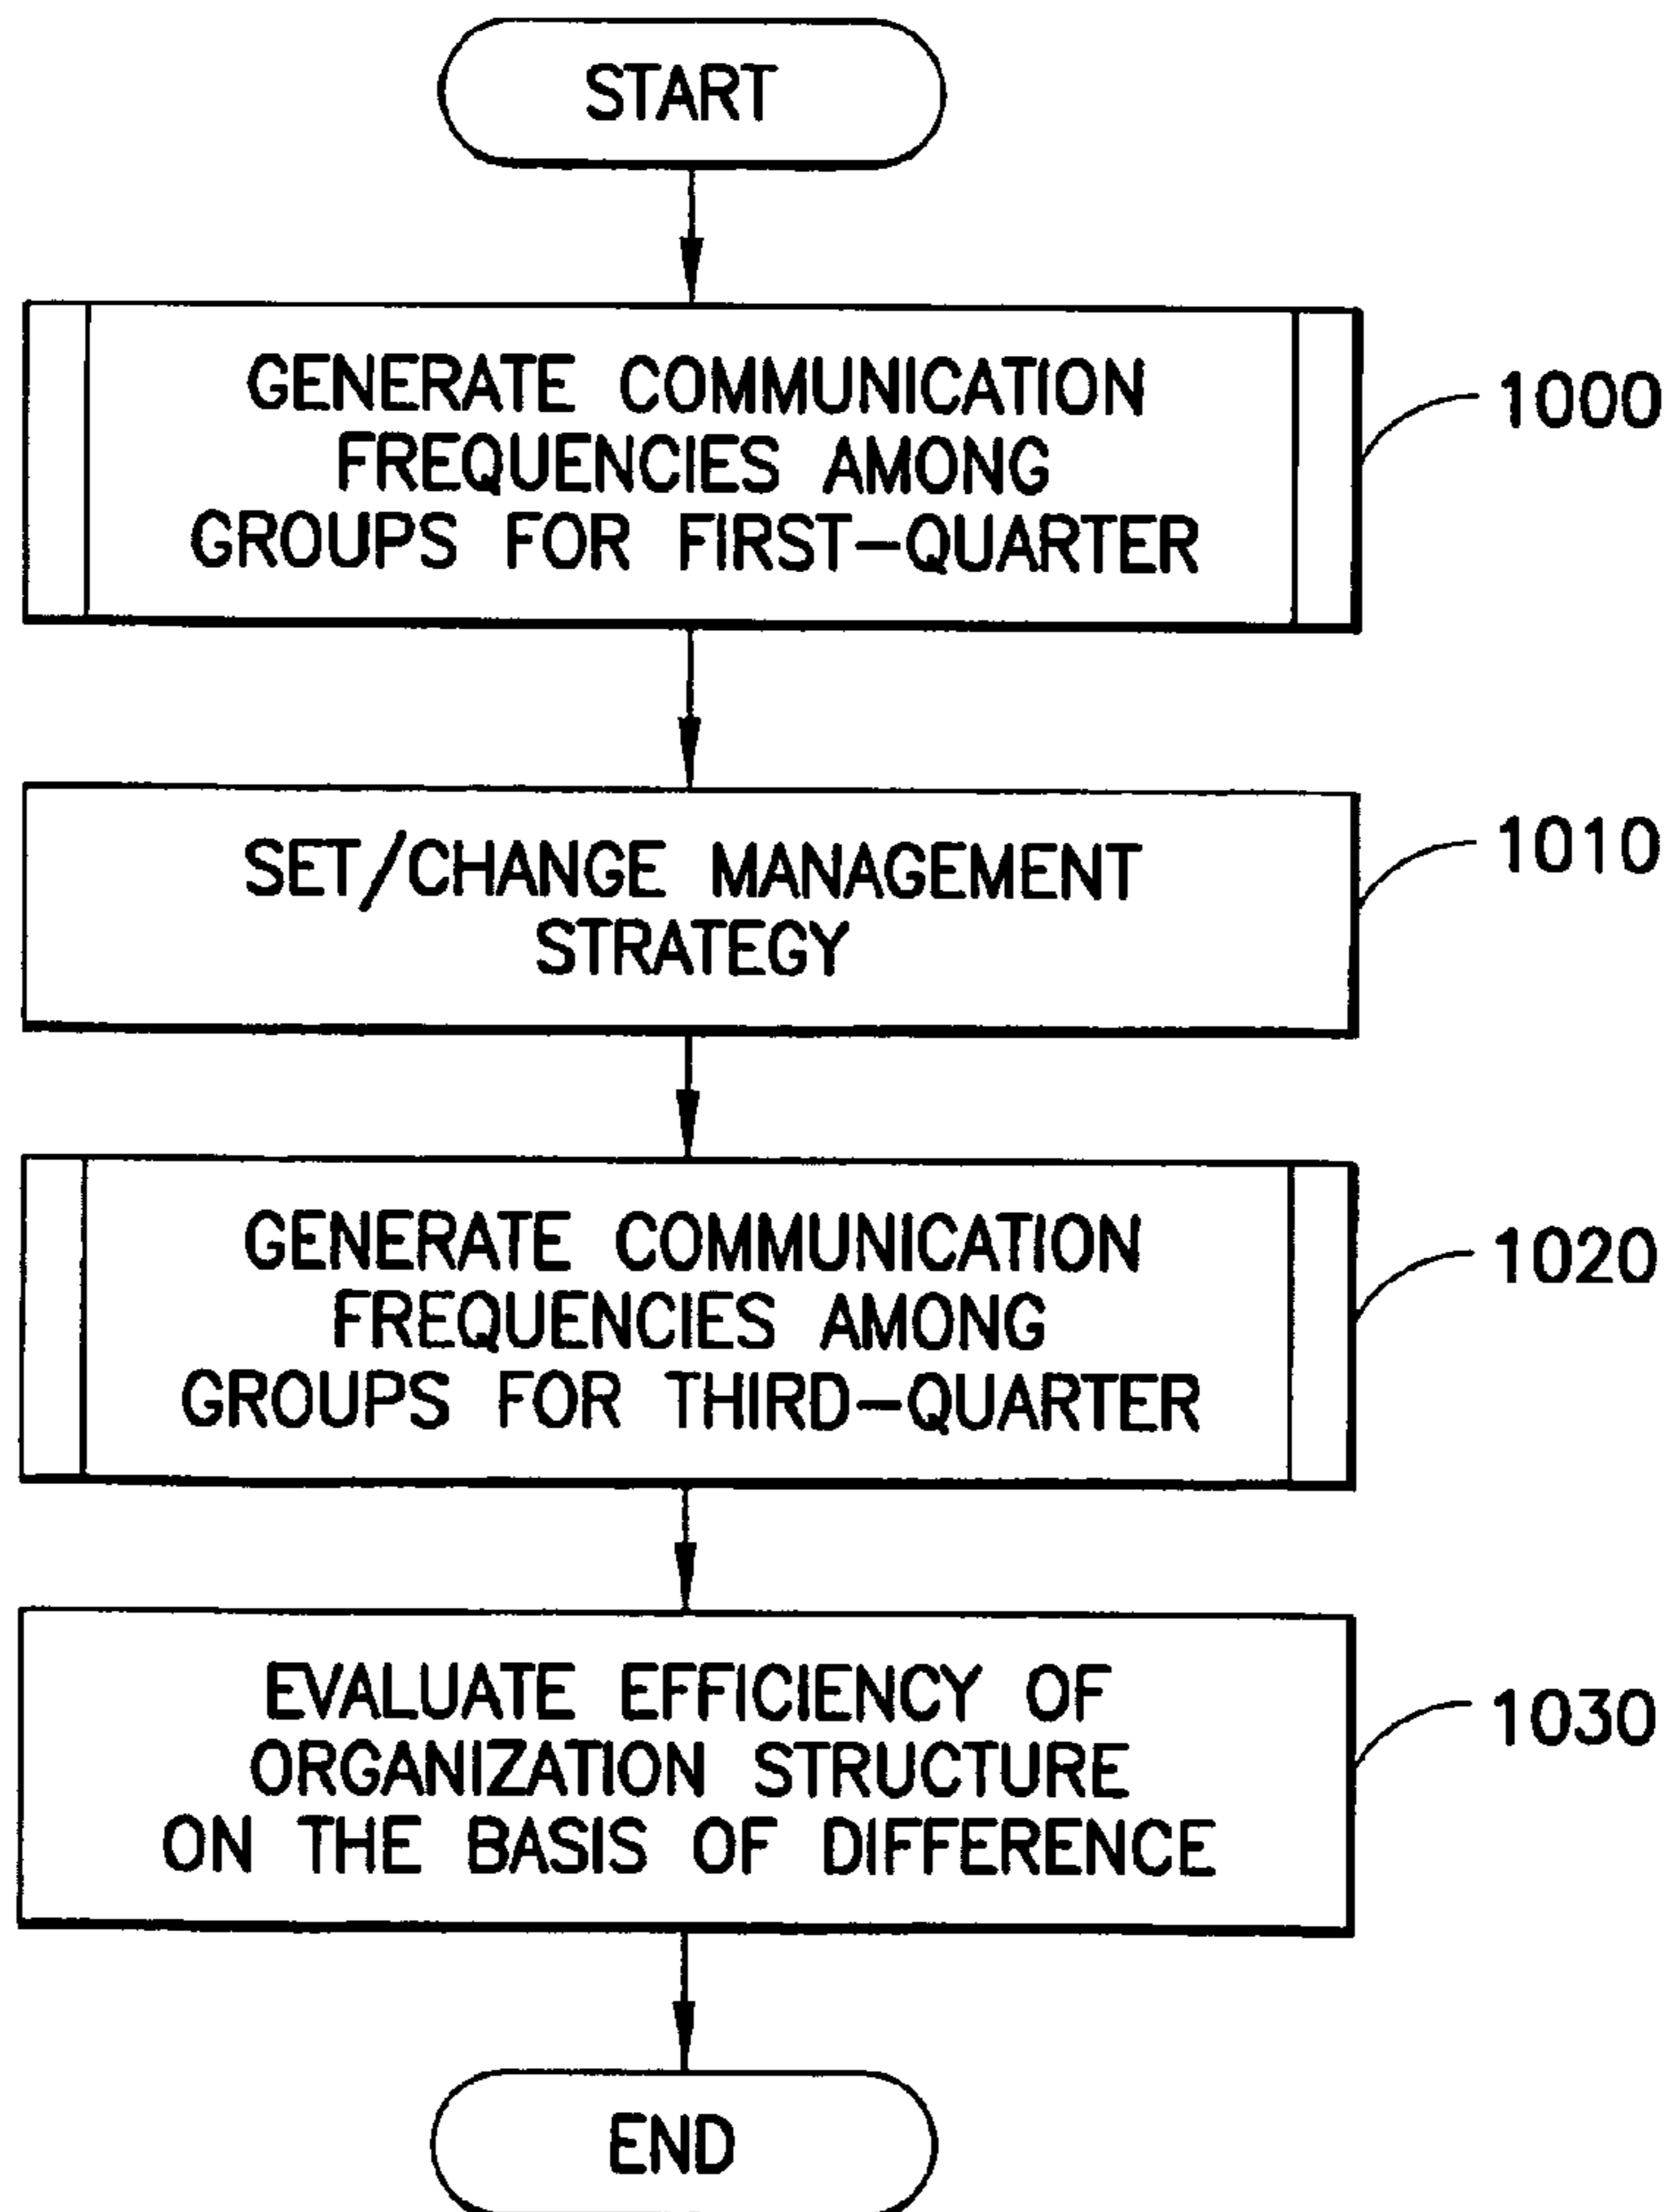 START
GENERATE COMMUNICATION
FREQUENCIES AMONG
GROUPS FOR FIRST-QUARTER
1000
SET/CHANGE MANAGEMENT
STRATEGY
1010
GENERATE COMMUNICATION
FREQUENCIES AMONG
GROUPS FOR THIRD-QUARTER
1020
EVALUATE EFFICIENCY OF
ORGANIZATION STRUCTURE
ON THE BASIS OF DIFFERENCE
1030
END